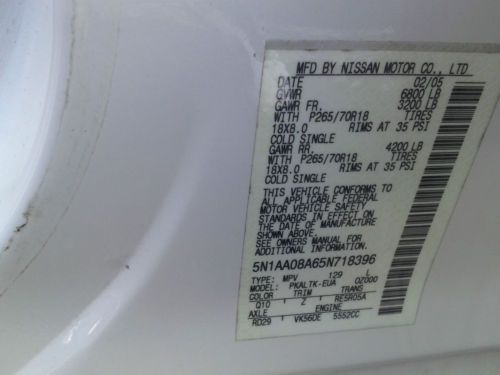 MFD BY NISSAN MOTOR CO., LTD
DATE 02/05
GVWR 6800 LB
GAWR FR. 3200 LB
WITH P265/70R18 TIRES
18X8.0 RIMS AT 35 PSI
COLD SINGLE
GAWR RR. 4200 LB
WITH P265/70R18 TIRES
18X8.0 RIMS AT 35 PSI
COLD SINGLE
THIS VEHICLE CONFORMS TO
ALL APPLICABLE FEDERAL
MOTOR VEHICLE SAFETY
STANDARDS IN EFFECT ON
THE DATE OF MANUFACTURE
SHOWN ABOVE.
SEE OWNERS MANUAL FOR
ADDITIONAL INFORMATION.
5N1AA08A65N718396
TYPE: MPV 129 L
MODEL: PKALTK-EUA 0Z000
COLOR TRIM TRANS
Q10 Z RE5R05A
AXLE ENGINE
RD29 VK56DE 5552CC